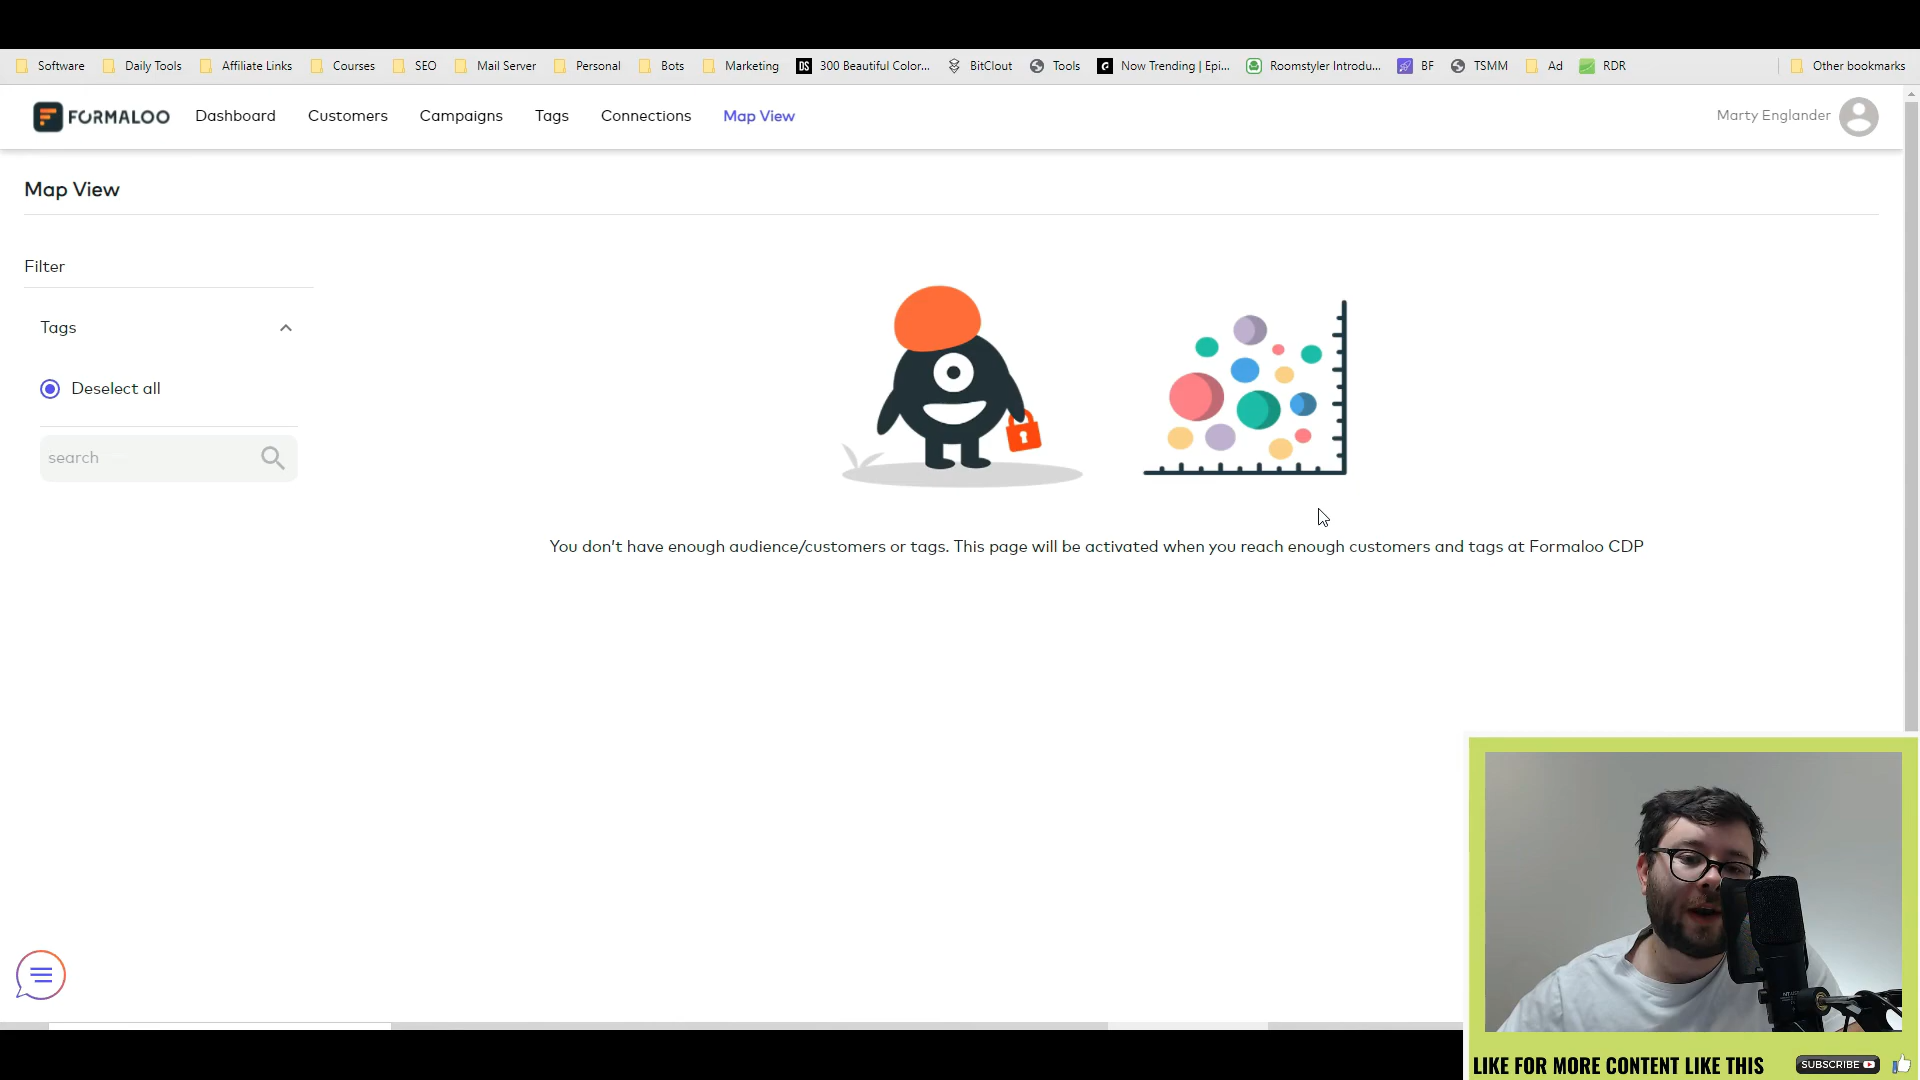 Software Daily Tools Affiliate Links Courses SEO Mail Server Personal Bots Marketing DS 300 Beautiful Color... BitClout Tools Now Trending | Epi... Roomstyler Introdu... BF TSMM Ad RDR Other bookmarks
FORMALOO Dashboard Customers Campaigns Tags Connections Map View Marty Englander
Map View
Filter
Tags
Deselect all
search
You don't have enough audience/customers or tags. This page will be activated when you reach enough customers and tags at Formaloo CDP
LIKE FOR MORE CONTENT LIKE THIS SUBSCRIBE